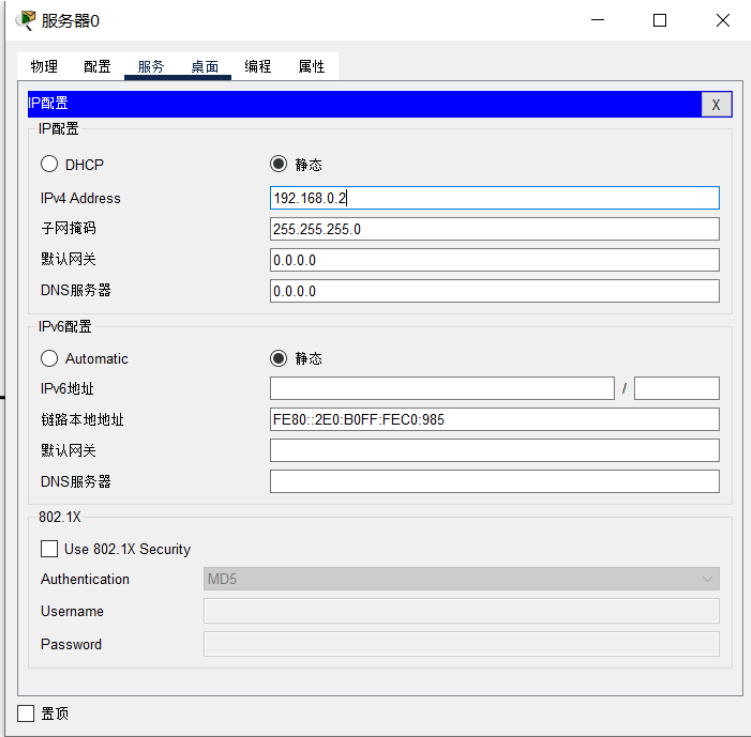 服务器0
物理 配置 服务 桌面 编程 属性
IP配置 X
IP配置
DHCP 静态
IPv4 Address 192.168.0.2
子网掩码 255.255.255.0
默认网关 0.0.0.0
DNS服务器 0.0.0.0
IPv6配置
Automatic 静态
IPv6地址 /
链路本地地址 FE80::2E0:B0FF:FEC0:985
默认网关
DNS服务器
802.1X
Use 802.1X Security
Authentication MD5
Username
Password
置顶